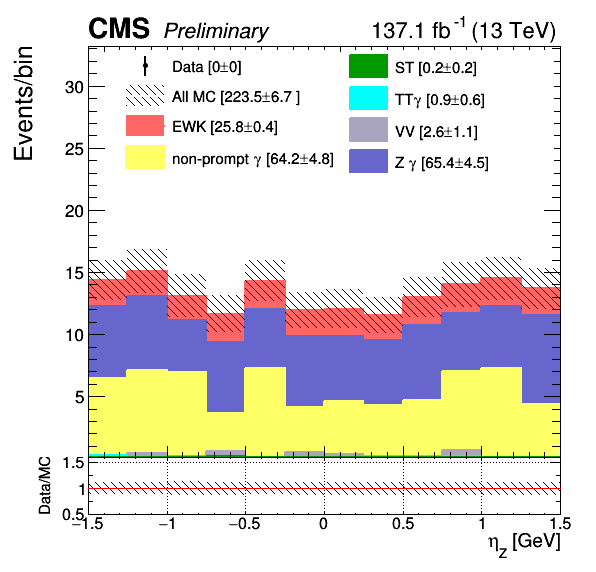 CMS Preliminary 137.1 fb⁻¹ (13 TeV)
Events/bin
Data [0±0]
All MC [223.5±6.7 ]
EWK [25.8±0.4]
non-prompt γ [64.2±4.8]
ST [0.2±0.2]
TTγ [0.9±0.6]
VV [2.6±1.1]
Z γ [65.4±4.5]
30
25
20
15
10
5
Data/MC
1.5
1
0.5
−1.5 −1 −0.5 0 0.5 1 1.5
η_Z [GeV]